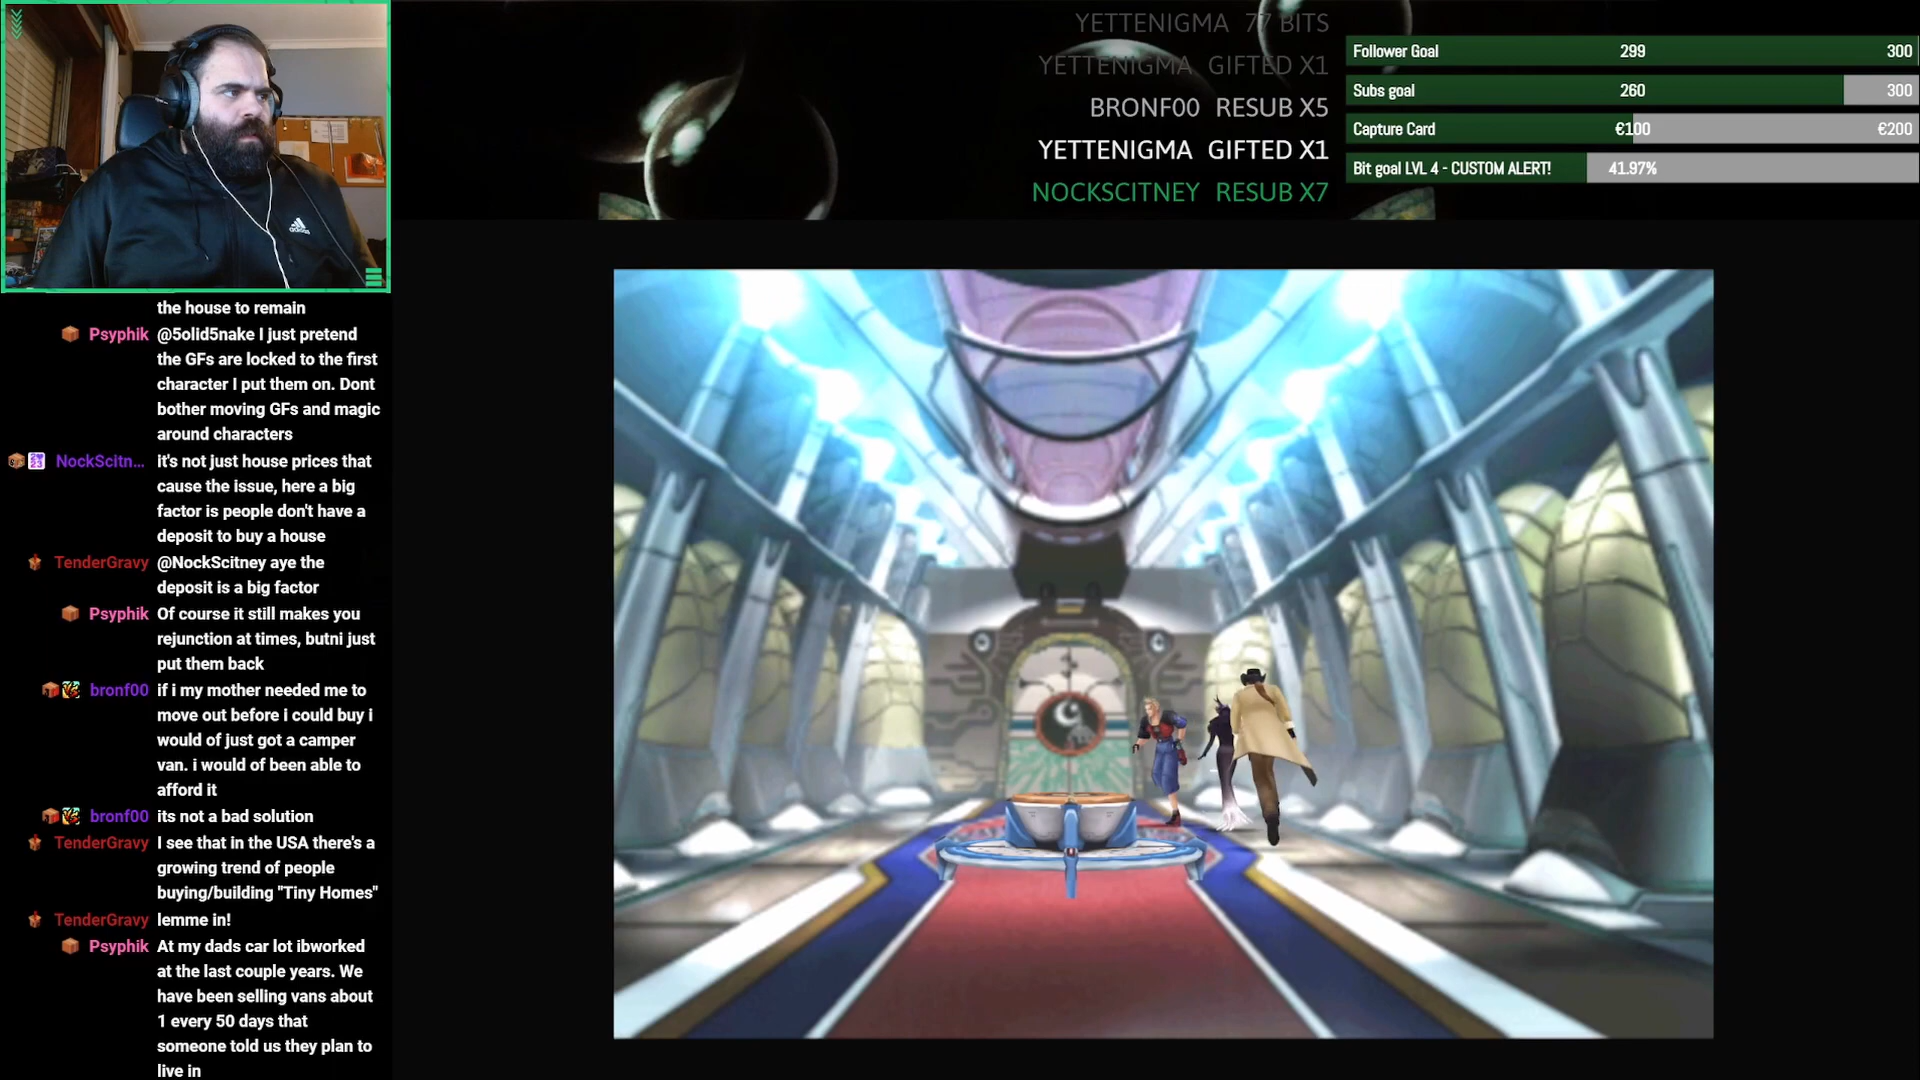 YETTENIGMA 77 BITS
YETTENIGMA GIFTED X1
BRONF00 RESUB X5
YETTENIGMA GIFTED X1
NOCKSCITNEY RESUB X7
Follower Goal 299 300
Subs goal 260 300
Capture Card €100 €200
Bit goal LVL 4 - CUSTOM ALERT! 41.97%
adidas
the house to remain
Psyphik @5olid5nake I just pretend
the GFs are locked to the first
character I put them on. Dont
bother moving GFs and magic
around characters
NockScitn... it's not just house prices that
cause the issue, here a big
factor is people don't have a
deposit to buy a house
TenderGravy @NockScitney aye the
deposit is a big factor
Psyphik Of course it still makes you
rejunction at times, butni just
put them back
bronf00 if i my mother needed me to
move out before i could buy i
would of just got a camper
van. i would of been able to
afford it
bronf00 its not a bad solution
TenderGravy I see that in the USA there's a
growing trend of people
buying/building "Tiny Homes"
TenderGravy lemme in!
Psyphik At my dads car lot ibworked
at the last couple years. We
have been selling vans about
1 every 50 days that
someone told us they plan to
live in